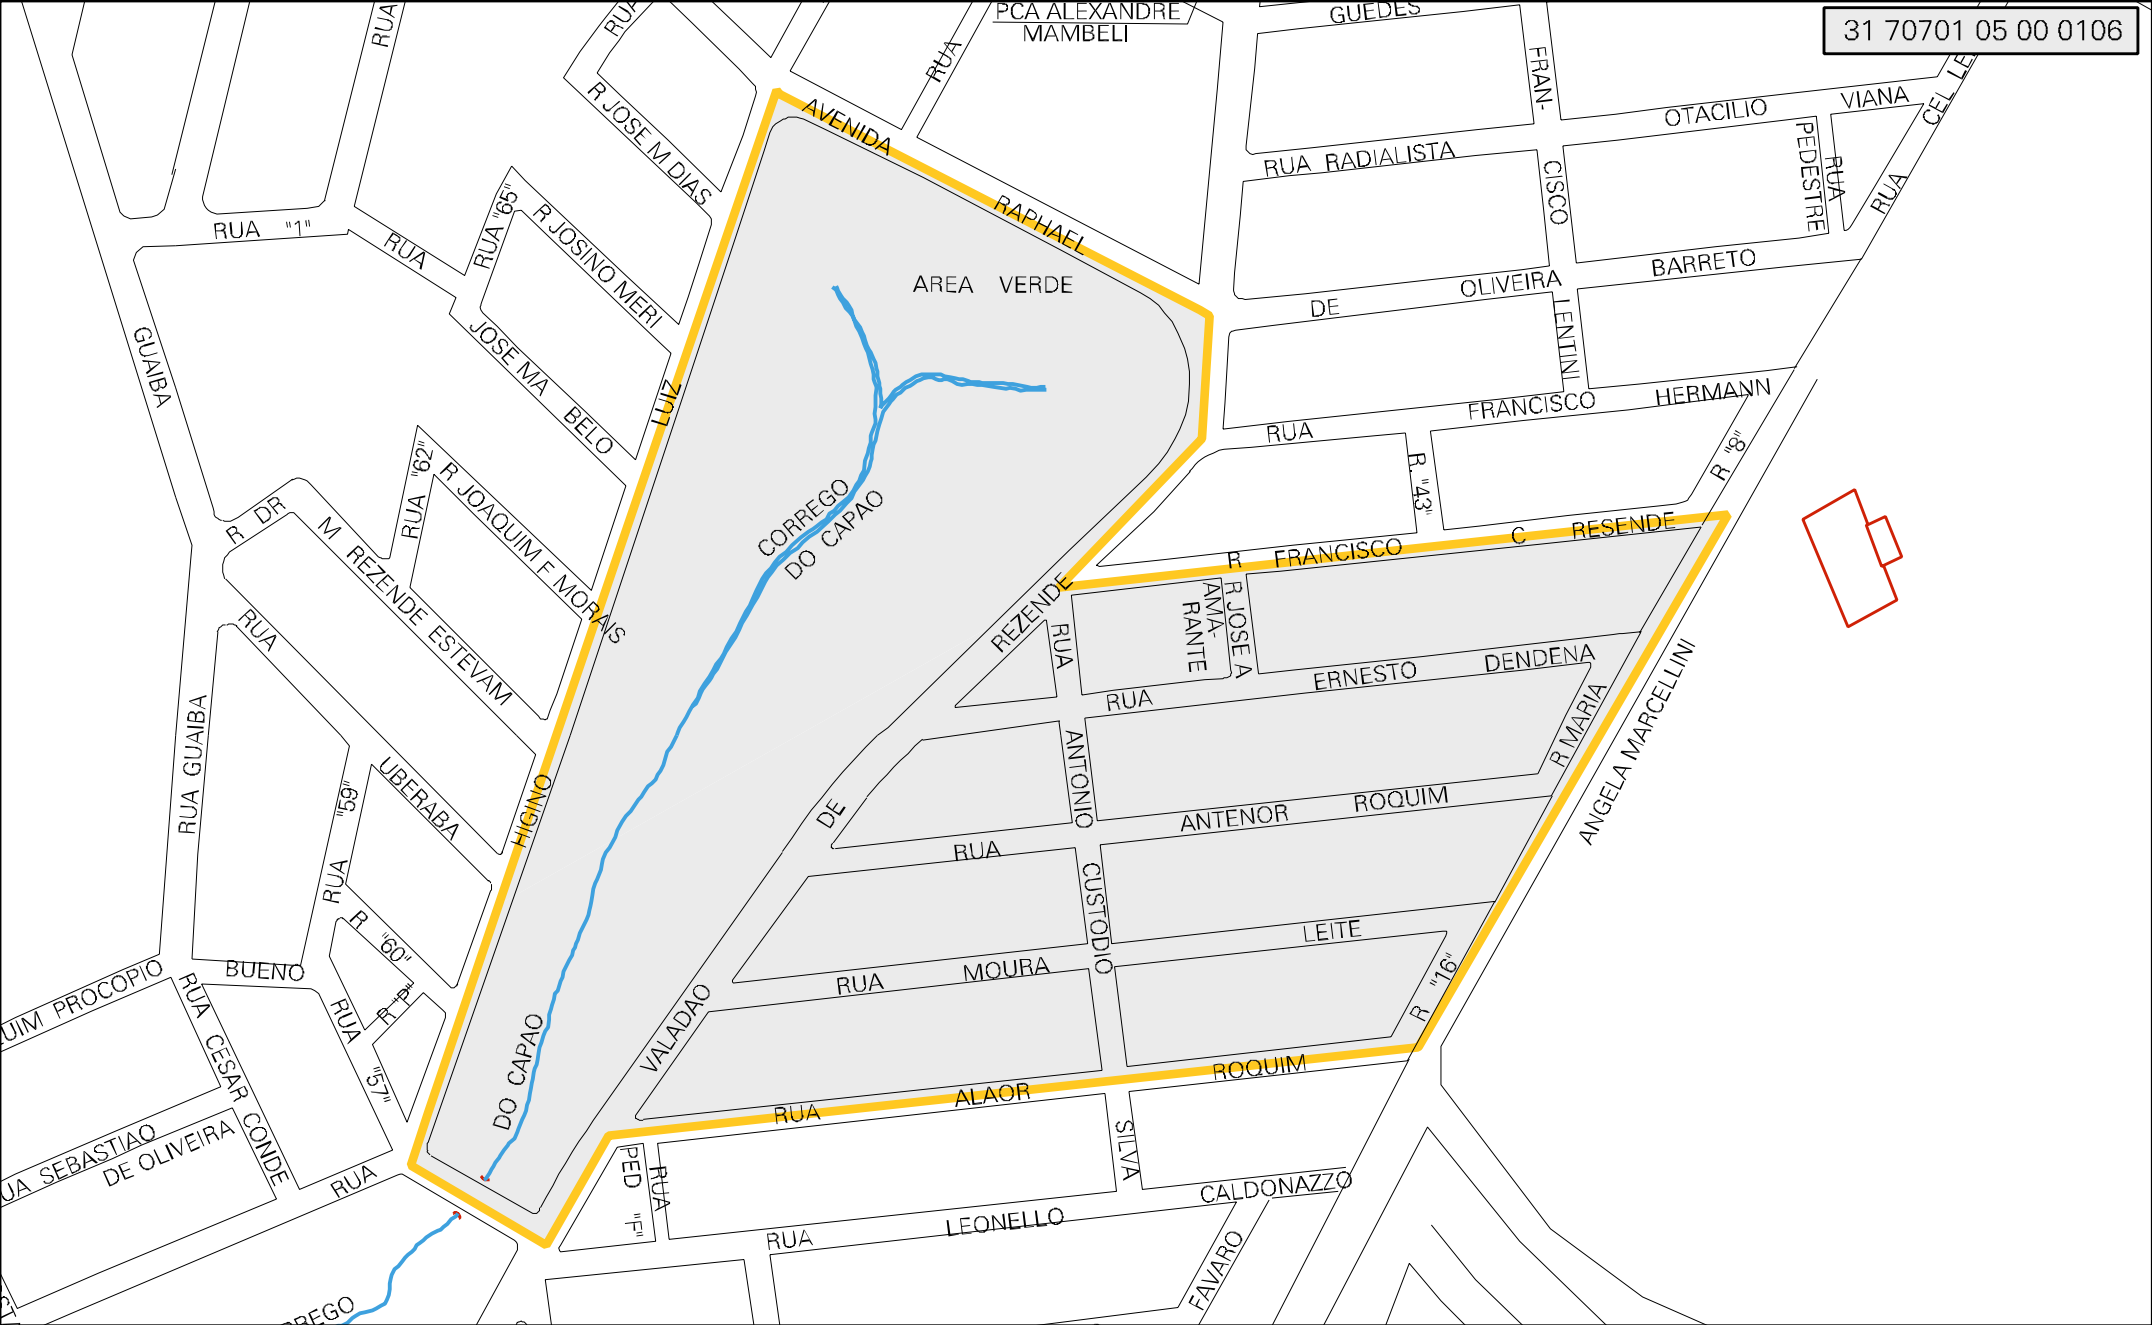 PCA ALEXANDRE
MAMBELI
GUEDES
31 70701 05 00 0106
RUA
RUA
RUA
FRAN-
CISCO
LENTINI
OTACILIO
VIANA
CEL
RUA
R JOSE M DIAS
AVENIDA
RAPHAEL
RUA RADIALISTA
PEDESTRE
RUA
RUA "1"
RUA
RUA "65"
R JOSINO MERI
AREA VERDE
DE
OLIVEIRA
BARRETO
GUAIBA
JOSE MA BELO
LUIZ
RUA
FRANCISCO
HERMANN
R "8"
R. "43"
RUA "62"
R JOAQUIM F MORAIS
R DR
M REZENDE ESTEVAM
CORREGO
DO CAPAO
R FRANCISCO C RESENDE
REZENDE
RUA
AMA-
RANTE
R JOSE A
RUA
ERNESTO
DENDENA
R MARIA
ANGELA MARCELLINI
RUA
RUA GUAIBA
UBERABA
"59"
RUA
HIGINO
DE
ANTONIO
RUA
ANTENOR
ROQUIM
CUSTODIO
R "60"
RUA
MOURA
LEITE
R "16"
UIM PROCOPIO
BUENO
RUA CESAR CONDE
RUA
"57"
R "P"
DO CAPAO
VALADAO
RUA
ALAOR
ROQUIM
UA SEBASTIAO
DE OLIVEIRA
RUA
PED "F"
RUA
SILVA
RUA
LEONELLO
CALDONAZZO
FAVARO
REGO